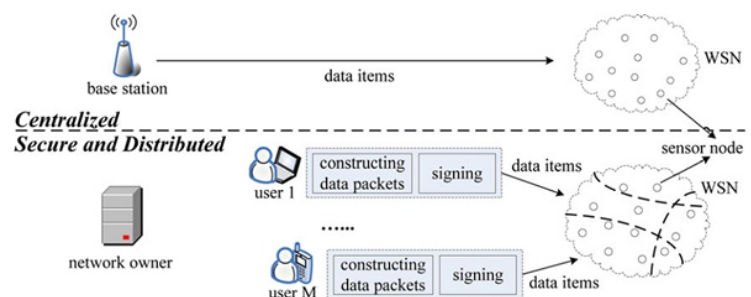 WSN
base station
data items
Centralized
Secure and Distributed
sensor node
constructing data packets
signing
data items
user 1
WSN
......
network owner
constructing data packets
signing
data items
user M